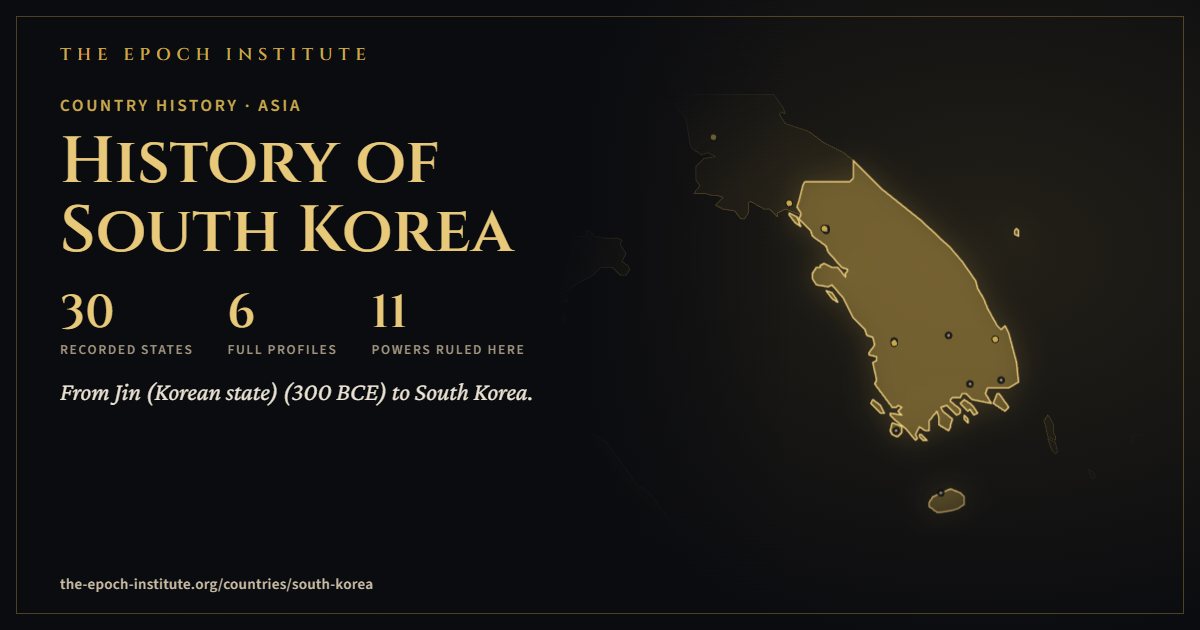 THE EPOCH INSTITUTE
COUNTRY HISTORY · ASIA
HISTORY OF
SOUTH KOREA
30 6 11
RECORDED STATES FULL PROFILES POWERS RULED HERE
From Jin (Korean state) (300 BCE) to South Korea.
the-epoch-institute.org/countries/south-korea